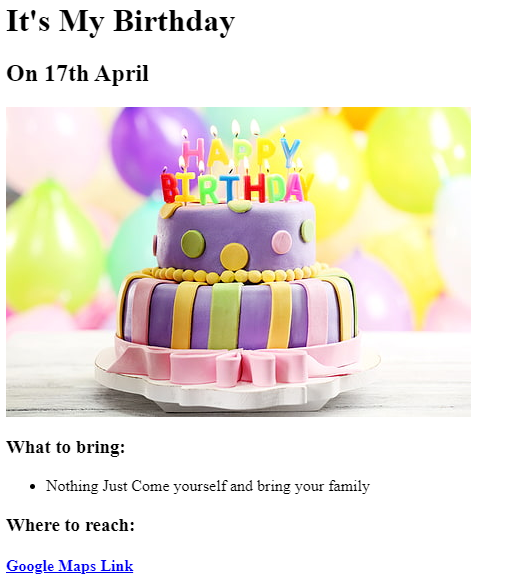 It's My Birthday
On 17th April
HAPPY
BIRTHDAY
What to bring:
Nothing Just Come yourself and bring your family
Where to reach:
Google Maps Link